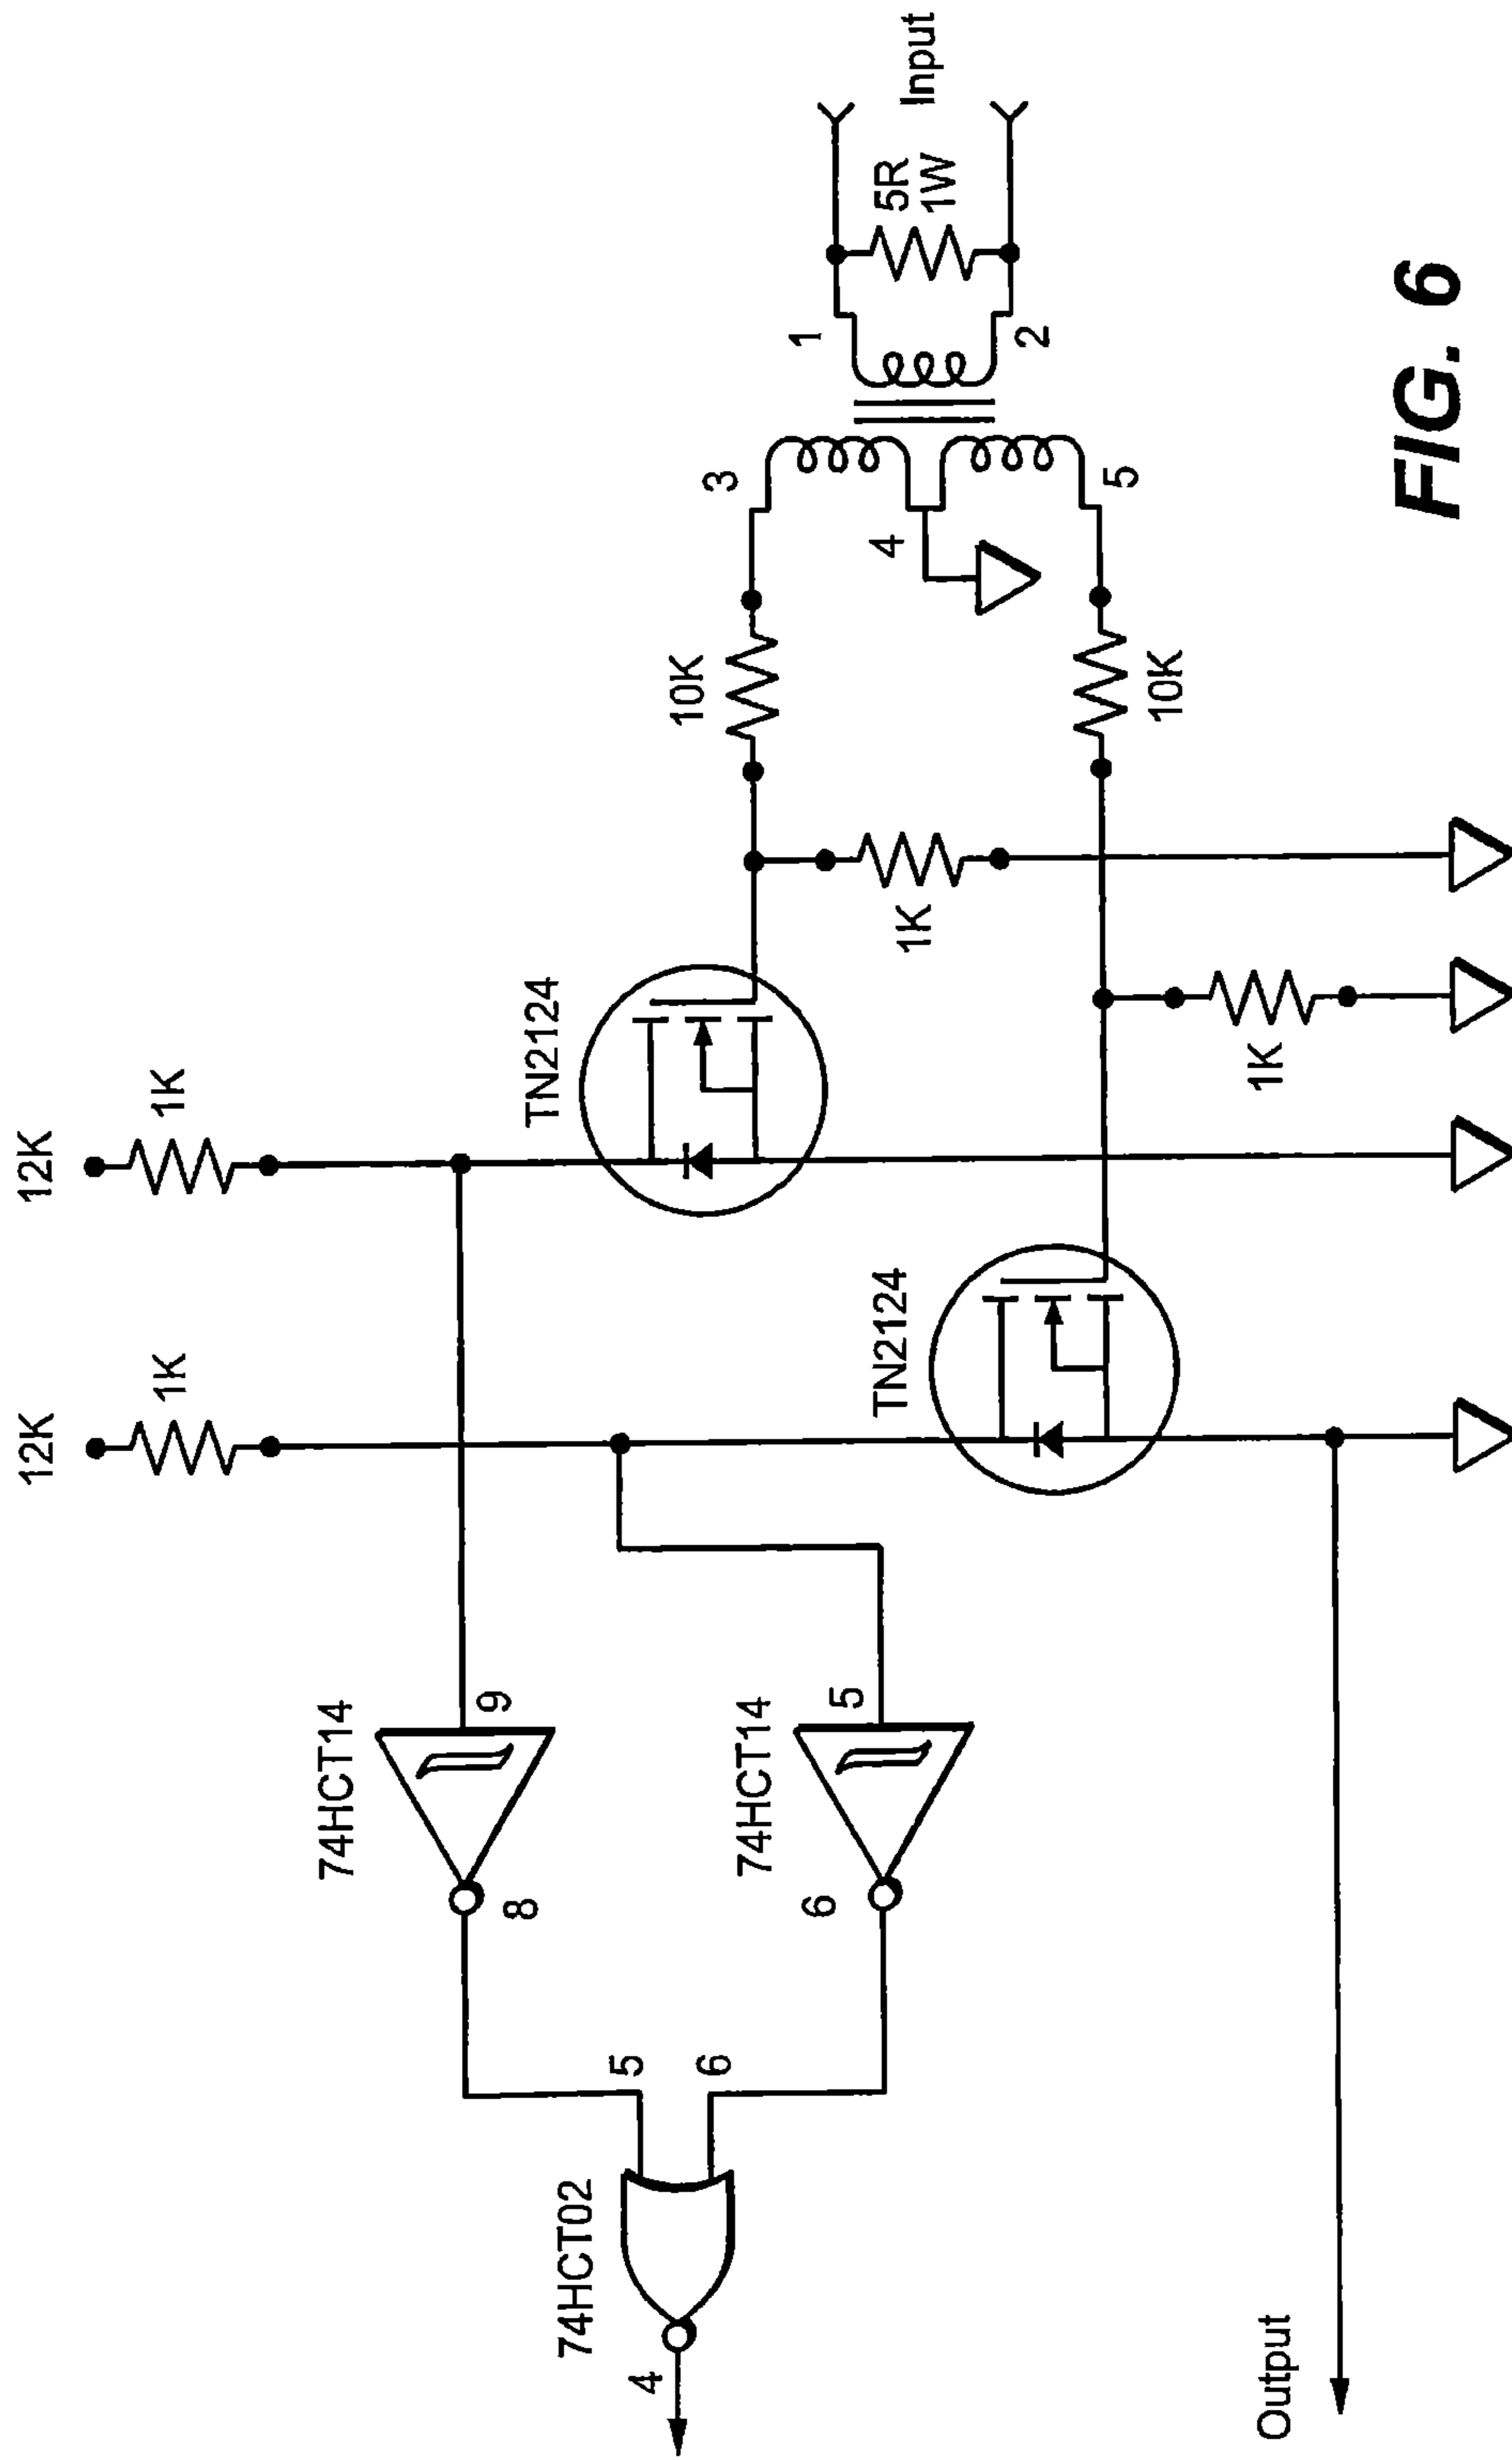 12K
1K
12K
1K
TN2124
TN2124
10K
10K
1K
1K
3
4
5
1
2
5R
1W
Input
74HCT14
9
8
74HCT14
5
6
74HCT02
5
6
4
Output
FIG. 6